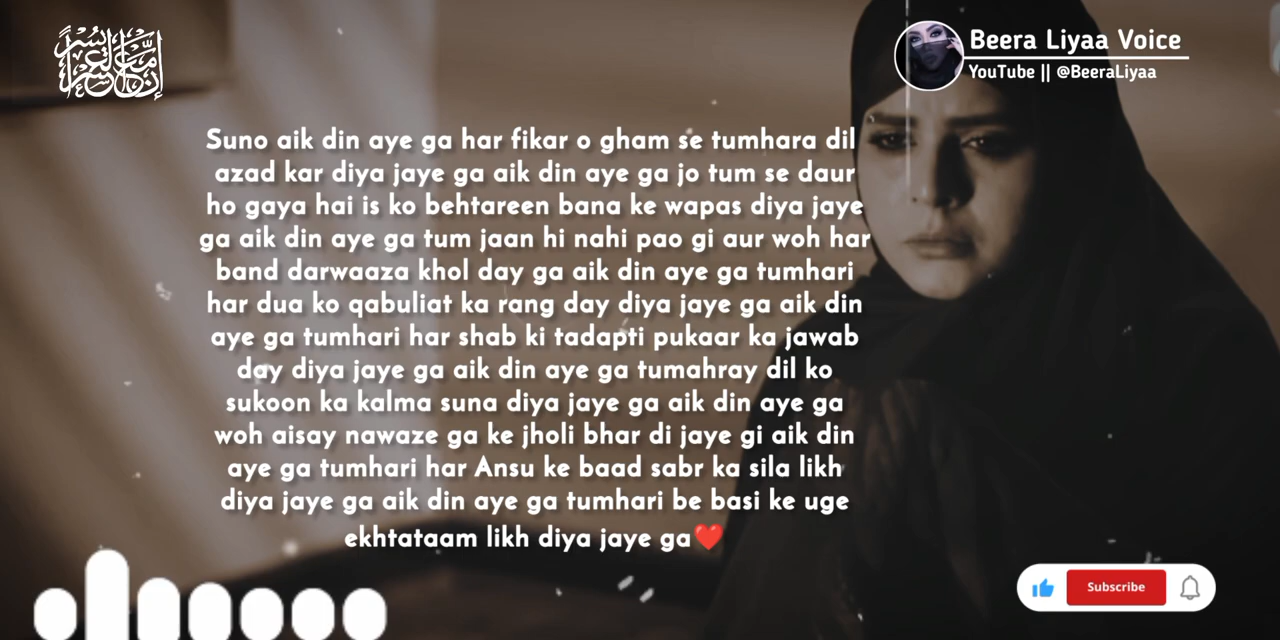 إن مع العسر يسرا
Beera Liyaa Voice
YouTube || @BeeraLiyaa
Suno aik din aye ga har fikar o gham se tumhara dil
azad kar diya jaye ga aik din aye ga jo tum se daur
ho gaya hai is ko behtareen bana ke wapas diya jaye
ga aik din aye ga tum jaan hi nahi pao gi aur woh har
band darwaaza khol day ga aik din aye ga tumhari
har dua ko qabuliat ka rang day diya jaye ga aik din
aye ga tumhari har shab ki tadapti pukaar ka jawab
day diya jaye ga aik din aye ga tumahray dil ko
sukoon ka kalma suna diya jaye ga aik din aye ga
woh aisay nawaze ga ke jholi bhar di jaye gi aik din
aye ga tumhari har Ansu ke baad sabr ka sila likh
diya jaye ga aik din aye ga tumhari be basi ke uge
ekhtataam likh diya jaye ga❤️
Subscribe